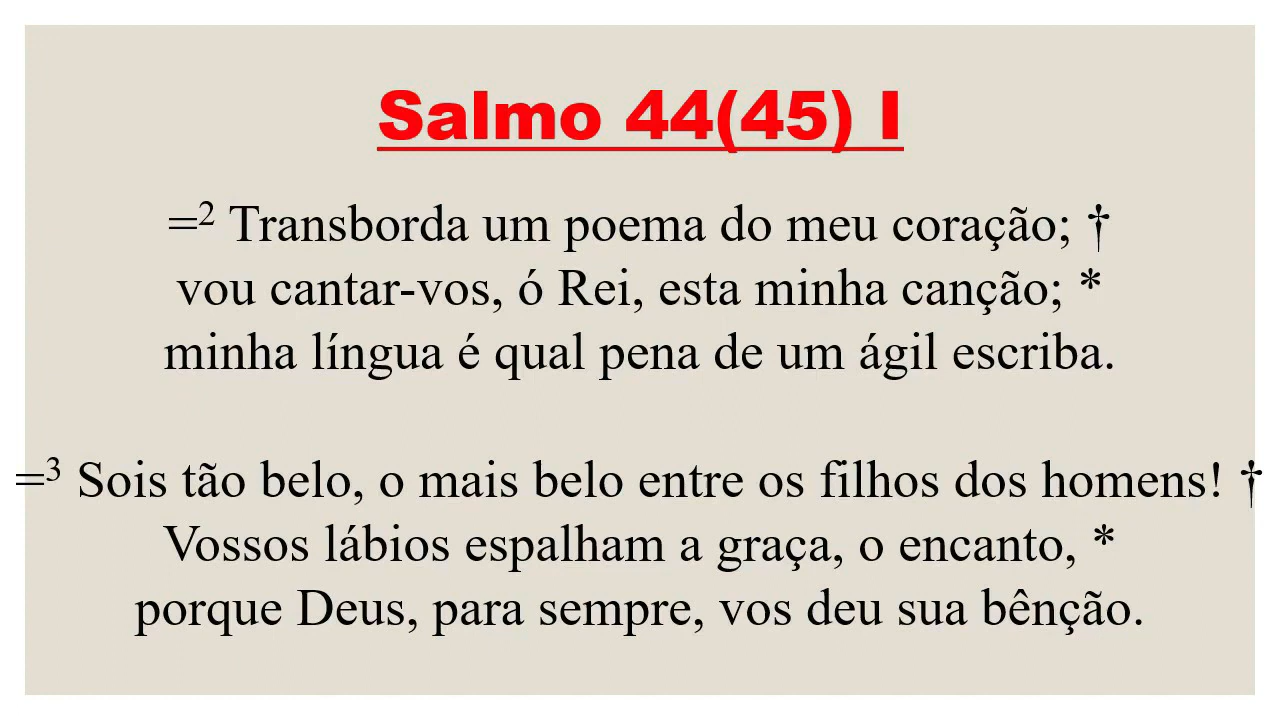 Salmo 44(45) I
=² Transborda um poema do meu coração; †
vou cantar-vos, ó Rei, esta minha canção; *
minha língua é qual pena de um ágil escriba.
=³ Sois tão belo, o mais belo entre os filhos dos homens! †
Vossos lábios espalham a graça, o encanto, *
porque Deus, para sempre, vos deu sua bênção.